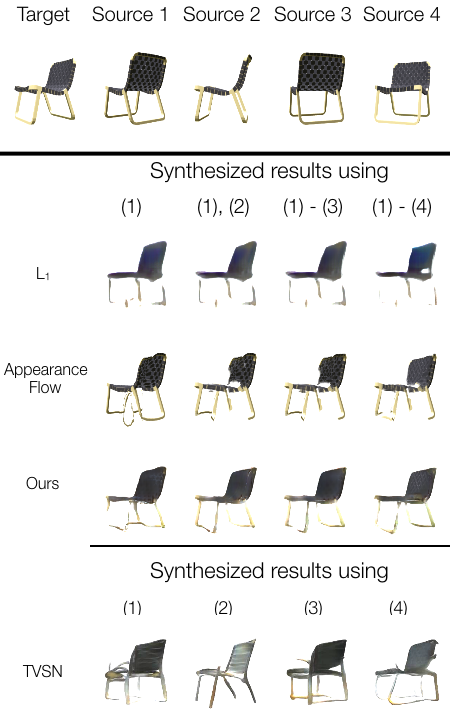 Target Source 1 Source 2 Source 3 Source 4
Synthesized results using
(1) (1), (2) (1) - (3) (1) - (4)
L₁
Appearance
Flow
Ours
Synthesized results using
(1) (2) (3) (4)
TVSN